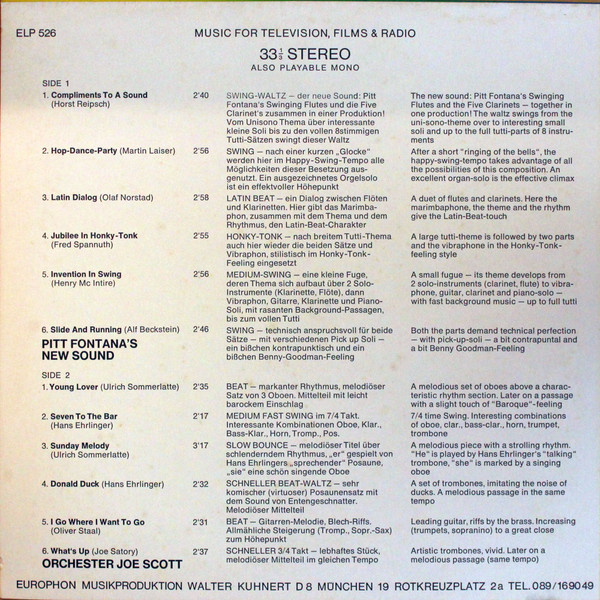 ELP 526
MUSIC FOR TELEVISION, FILMS & RADIO
33⅓ STEREO
ALSO PLAYABLE MONO
SIDE 1
1. Compliments To A Sound (Horst Reipsch) 2'40
SWING-WALTZ – der neue Sound: Pitt
Fontana's Swinging Flutes und die Five
Clarinet's zusammen in einer Produktion!
Vom Unisono Thema über interessante
kleine Soli bis zu den vollen 8stimmigen
Tutti-Sätzen swingt dieser Waltz
The new sound: Pitt Fontana's Swinging
Flutes and the Five Clarinets – together in
one production! The waltz swings from the
uni-sono-theme over to interesting small
soli and up to the full tutti-parts of 8 instru-
ments
2. Hop-Dance-Party (Martin Laiser) 2'56
SWING – nach einer kurzen „Glocke"
werden hier im Happy-Swing-Tempo alle
Möglichkeiten dieser Besetzung aus-
genutzt. Ein ausgezeichnetes Orgelsolo
ist ein effektvoller Höhepunkt
After a short "ringing of the bells", the
happy-swing-tempo takes advantage of all
the possibilities of this composition. An
excellent organ-solo is the effective climax
3. Latin Dialog (Olaf Norstad) 2'58
LATIN BEAT – ein Dialog zwischen Flöten
und Klarinetten. Hier gibt das Marimba-
phon, zusammen mit dem Thema und dem
Rhythmus, den Latin-Beat-Charakter
A duet of flutes and clarinets. Here the
marimbaphone, the theme and the rhythm
give the Latin-Beat-touch
4. Jubilee In Honky-Tonk
(Fred Spannuth) 2'55
HONKY-TONK – nach breitem Tutti-Thema
auch hier wieder die beiden Sätze und
Vibraphon, stilistisch im Honky-Tonk-
Feeling eingesetzt
A large tutti-theme is followed by two parts
and the vibraphone in the Honky-Tonk-
feeling style
5. Invention In Swing
(Henry Mc Intire) 2'56
MEDIUM-SWING – eine kleine Fuge,
deren Thema sich aufbaut über 2 Solo-
Instrumente (Klarinette, Flöte), dann
Vibraphon, Gitarre, Klarinette und Piano-
Soli, mit rasanten Background-Passagen,
bis zum vollen Tutti
A small fugue – its theme develops from
2 solo-instruments (clarinet, flute) to vibra-
phone, guitar, clarinet and piano-solo –
with fast background music – up to full tutti
6. Slide And Running (Alf Beckstein) 2'46
SWING – technisch anspruchsvoll für beide
Sätze – mit verschiedenen Pick up Soli –
ein bißchen kontrapunktisch und ein
bißchen Benny-Goodman-Feeling
Both the parts demand technical perfection
– with pick-up-soli – a bit contrapuntal and
a bit Benny Goodman-Feeling
PITT FONTANA'S
NEW SOUND
SIDE 2
1. Young Lover (Ulrich Sommerlatte) 2'35
BEAT – markanter Rhythmus, melodiöser
Satz von 3 Oboen. Mittelteil mit leicht
barockem Einschlag
A melodious set of oboes above a charac-
teristic rhythm section. Later on a passage
with a slight touch of "Baroque"-feeling
2. Seven To The Bar
(Hans Ehrlinger) 2'17
MEDIUM FAST SWING im 7/4 Takt.
Interessante Kombinationen Oboe, Klar.,
Bass-Klar., Horn, Tromp., Pos.
7/4 time Swing. Interesting combinations
of oboe, clar., bass-clar., horn, trumpet,
trombone
3. Sunday Melody
(Ulrich Sommerlatte) 3'17
SLOW BOUNCE – melodiöser Titel über
schlenderndem Rhythmus, „er" gespielt von
Hans Ehrlingers „sprechender" Posaune,
„sie" eine schön singende Oboe
A melodious piece with a strolling rhythm.
"He" is played by Hans Ehrlinger's "talking"
trombone, "she" is marked by a singing
oboe
4. Donald Duck (Hans Ehrlinger) 2'32
SCHNELLER BEAT-WALTZ – sehr
komischer (virtuoser) Posaunensatz mit
dem Sound von Entengeschnatter.
Melodiöser Mittelteil
A set of trombones, imitating the noise of
ducks. A melodious passage in the same
tempo
5. I Go Where I Want To Go
(Oliver Staal) 2'31
BEAT – Gitarren-Melodie, Blech-Riffs.
Allmähliche Steigerung (Tromp., Sopr.-Sax)
zum Höhepunkt
Leading guitar, riffs by the brass. Increasing
(trumpets, sopranino) to a great close
6. What's Up (Joe Satory) 2'37
SCHNELLER 3/4 Takt – lebhaftes Stück,
melodiöser Mittelteil im gleichen Tempo
Artistic trombones, vivid. Later on a
melodious passage (same tempo)
ORCHESTER JOE SCOTT
EUROPHON MUSIKPRODUKTION WALTER KUHNERT D 8 MÜNCHEN 19 ROTKREUZPLATZ 2a TEL. 089/169049